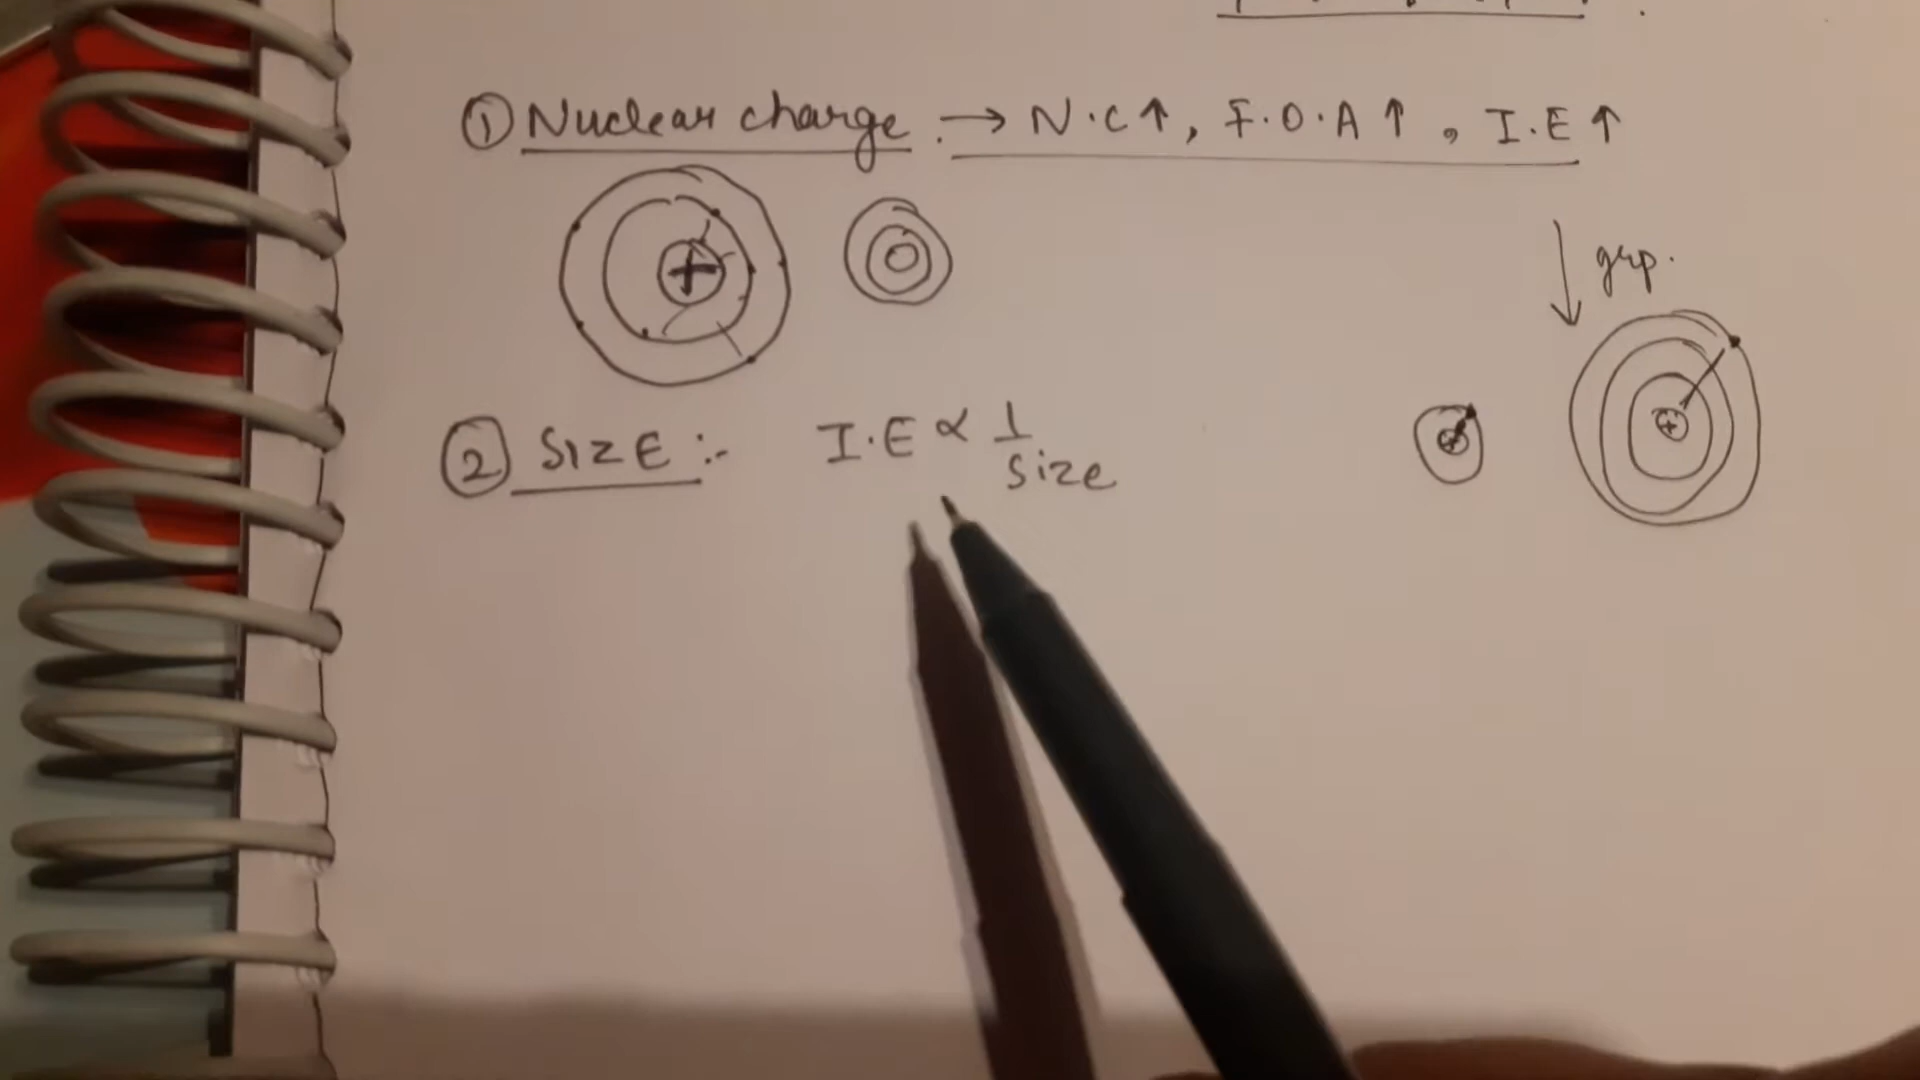 ① Nuclear charge. → N.C↑, F.O.A↑, I.E↑
↓ grp.
② SIZE :- I.E ∝ 1/size